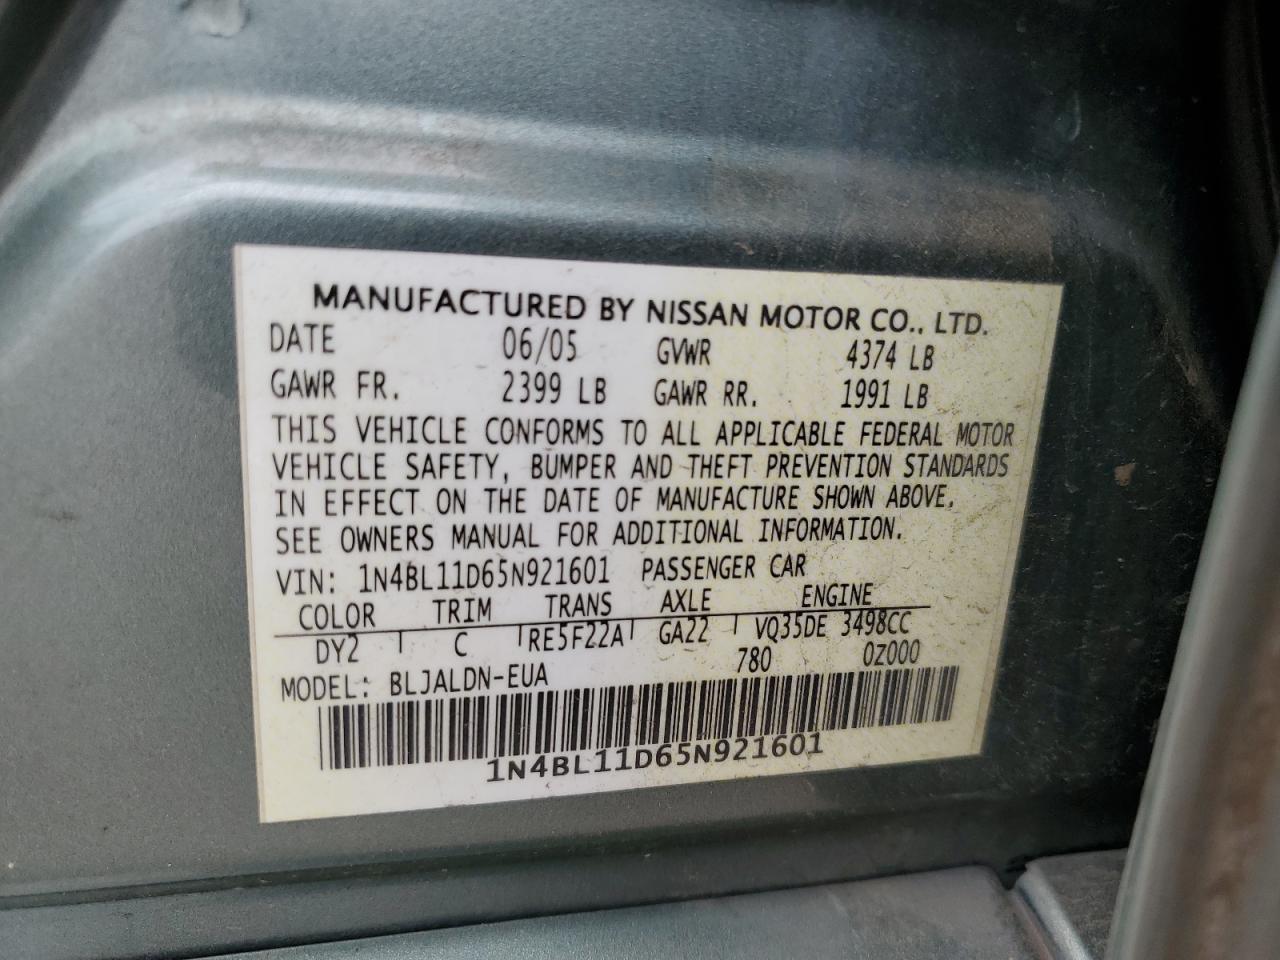 MANUFACTURED BY NISSAN MOTOR CO., LTD.
DATE 06/05 GVWR 4374 LB
GAWR FR. 2399 LB GAWR RR. 1991 LB
THIS VEHICLE CONFORMS TO ALL APPLICABLE FEDERAL MOTOR
VEHICLE SAFETY, BUMPER AND THEFT PREVENTION STANDARDS
IN EFFECT ON THE DATE OF MANUFACTURE SHOWN ABOVE.
SEE OWNERS MANUAL FOR ADDITIONAL INFORMATION.
VIN: 1N4BL11D65N921601 PASSENGER CAR
COLOR TRIM TRANS AXLE ENGINE
DY2 C RE5F22A GA22 VQ35DE 3498CC
780 0Z000
MODEL: BLJALDN-EUA
1N4BL11D65N921601